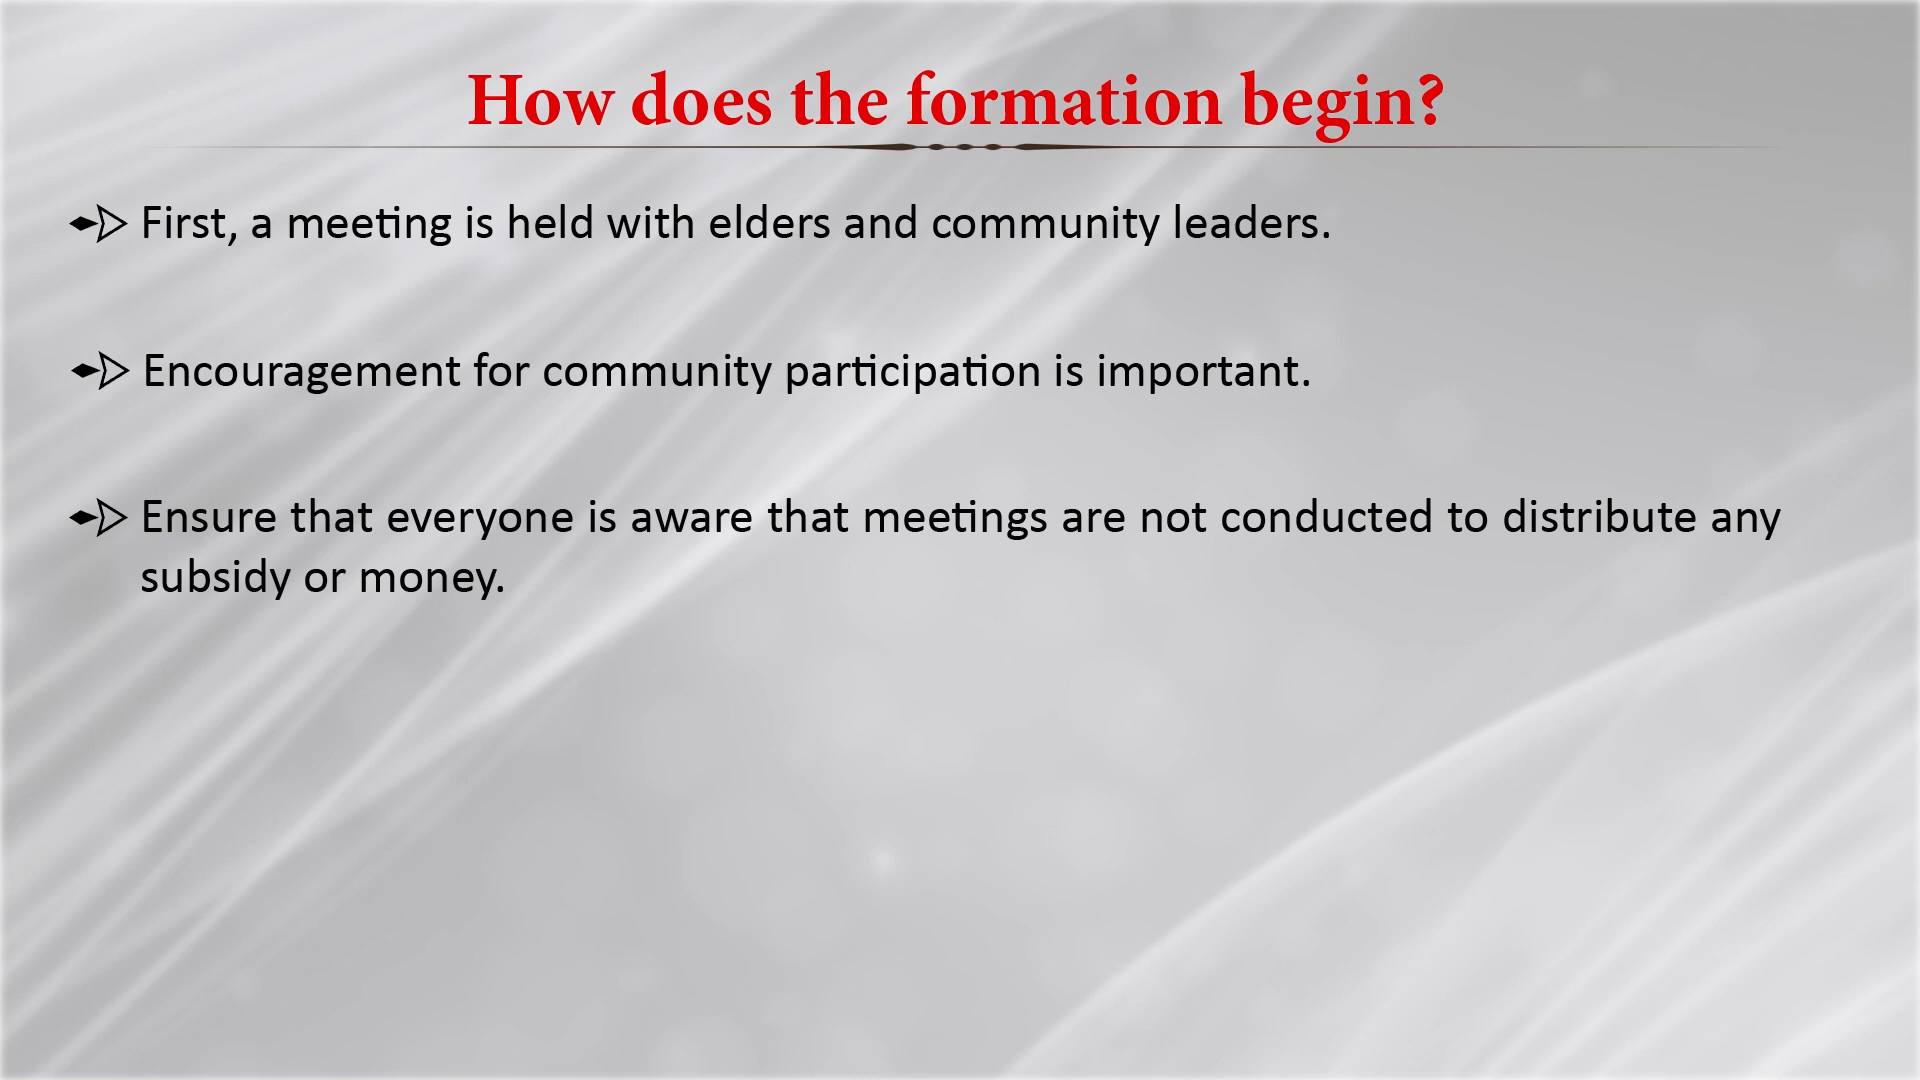 How does the formation begin?
First, a meeting is held with elders and community leaders.
Encouragement for community participation is important.
Ensure that everyone is aware that meetings are not conducted to distribute any
subsidy or money.